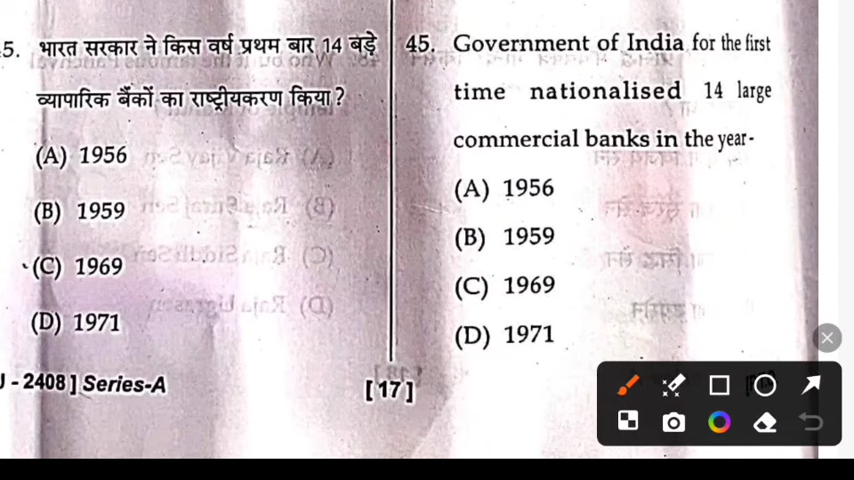 5. भारत सरकार ने किस वर्ष प्रथम बार 14 बड़े
व्यापारिक बैंकों का राष्ट्रीयकरण किया?
(A) 1956
(B) 1959
(C) 1969
(D) 1971
- 2408 ] Series-A
[ 17 ]
45. Government of India for the first
time nationalised 14 large
commercial banks in the year-
(A) 1956
(B) 1959
(C) 1969
(D) 1971